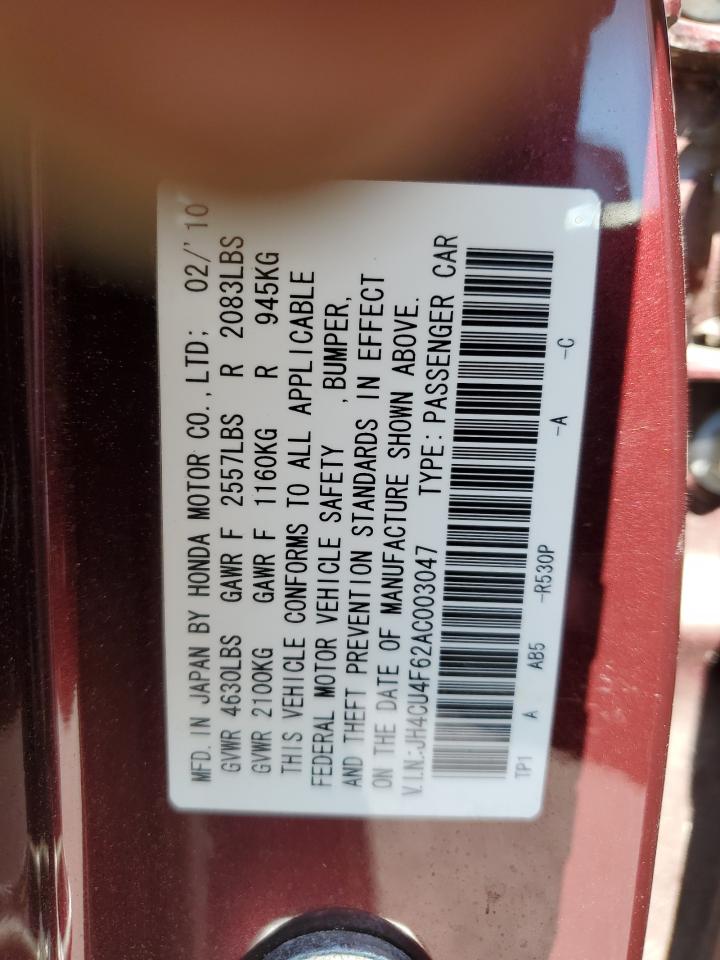 MFD. IN JAPAN BY HONDA MOTOR CO., LTD; 02/'10
GVWR 4630LBS GAWR F 2557LBS R 2083LBS
GVWR 2100KG GAWR F 1160KG R 945KG
THIS VEHICLE CONFORMS TO ALL APPLICABLE
FEDERAL MOTOR VEHICLE SAFETY , BUMPER,
AND THEFT PREVENTION STANDARDS IN EFFECT
ON THE DATE OF MANUFACTURE SHOWN ABOVE.
V.I.N.:JH4CU4F62AC003047 TYPE: PASSENGER CAR
TP1 A AB5 -R530P -A -C